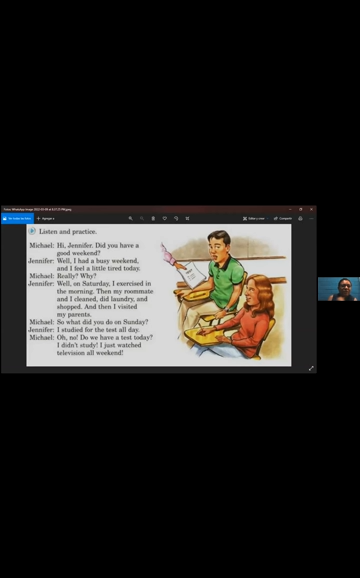 Listen and practice.
Michael: Hi, Jennifer. Did you have a
good weekend?
Jennifer: Well, I had a busy weekend,
and I feel a little tired today.
Michael: Really? Why?
Jennifer: Well, on Saturday, I exercised in
the morning. Then my roommate
and I cleaned, did laundry, and
shopped. And then I visited
my parents.
Michael: So what did you do on Sunday?
Jennifer: I studied for the test all day.
Michael: Oh, no! Do we have a test today?
I didn't study! I just watched
television all weekend!